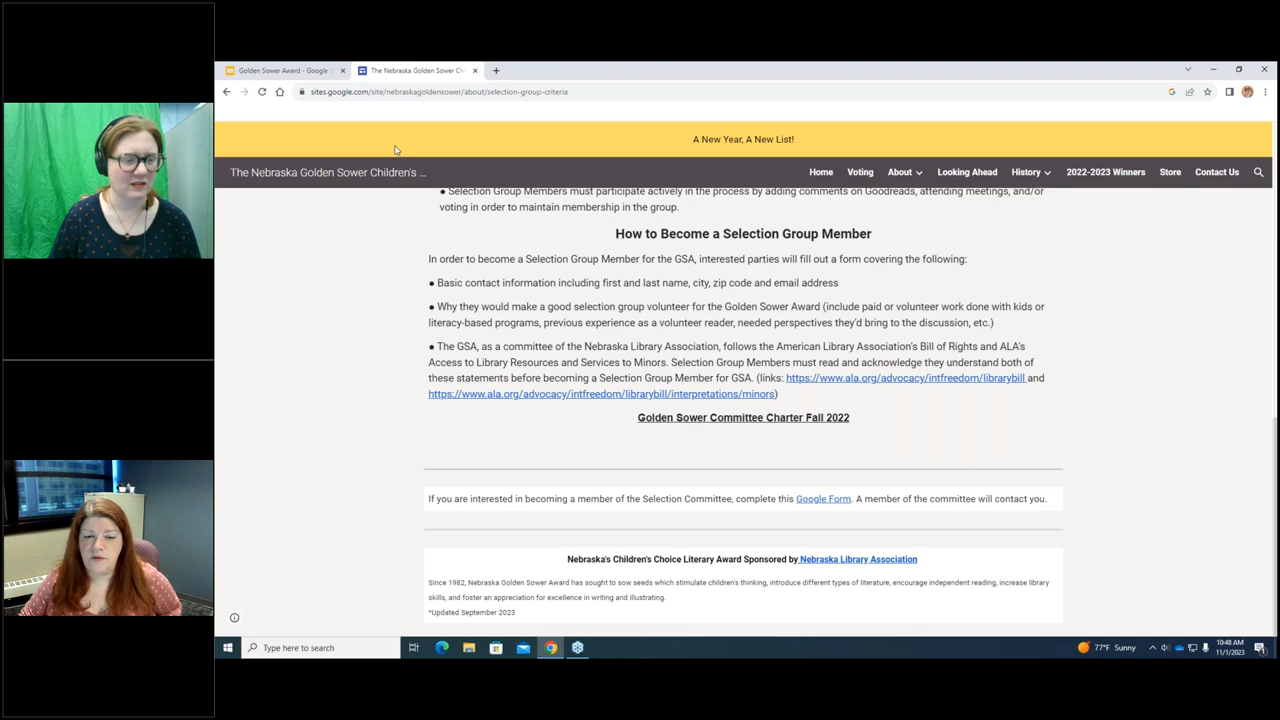 Golden Sower Award - Google S
The Nebraska Golden Sower Ch
sites.google.com/site/nebraskagoldensower/about/selection-group-criteria
A New Year, A New List!
The Nebraska Golden Sower Children's ...
Home
Voting
About
Looking Ahead
History
2022-2023 Winners
Store
Contact Us
● Selection Group Members must participate actively in the process by adding comments on Goodreads, attending meetings, and/or
voting in order to maintain membership in the group.
How to Become a Selection Group Member
In order to become a Selection Group Member for the GSA, interested parties will fill out a form covering the following:
● Basic contact information including first and last name, city, zip code and email address
● Why they would make a good selection group volunteer for the Golden Sower Award (include paid or volunteer work done with kids or
literacy-based programs, previous experience as a volunteer reader, needed perspectives they'd bring to the discussion, etc.)
● The GSA, as a committee of the Nebraska Library Association, follows the American Library Association's Bill of Rights and ALA's
Access to Library Resources and Services to Minors. Selection Group Members must read and acknowledge they understand both of
these statements before becoming a Selection Group Member for GSA. (links: https://www.ala.org/advocacy/intfreedom/librarybill and
https://www.ala.org/advocacy/intfreedom/librarybill/interpretations/minors)
Golden Sower Committee Charter Fall 2022
If you are interested in becoming a member of the Selection Committee, complete this Google Form. A member of the committee will contact you.
Nebraska's Children's Choice Literary Award Sponsored by Nebraska Library Association
Since 1982, Nebraska Golden Sower Award has sought to sow seeds which stimulate children's thinking, introduce different types of literature, encourage independent reading, increase library
skills, and foster an appreciation for excellence in writing and illustrating.
*Updated September 2023
Type here to search
77°F Sunny
10:48 AM
11/1/2023